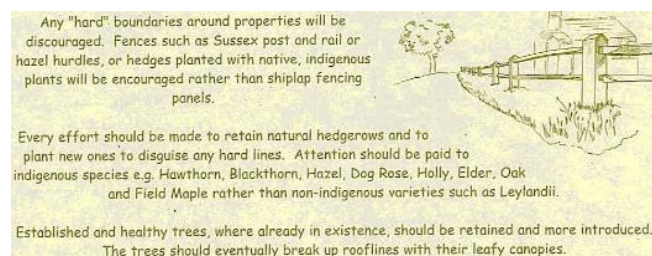 Any "hard" boundaries around properties will be
discouraged. Fences such as Sussex post and rail or
hazel hurdles, or hedges planted with native, indigenous
plants will be encouraged rather than shiplap fencing
panels.
Every effort should be made to retain natural hedgerows and to
plant new ones to disguise any hard lines. Attention should be paid to
indigenous species e.g. Hawthorn, Blackthorn, Hazel, Dog Rose, Holly, Elder, Oak
and Field Maple rather than non-indigenous varieties such as Leylandii.
Established and healthy trees, where already in existence, should be retained and more introduced.
The trees should eventually break up rooflines with their leafy canopies.